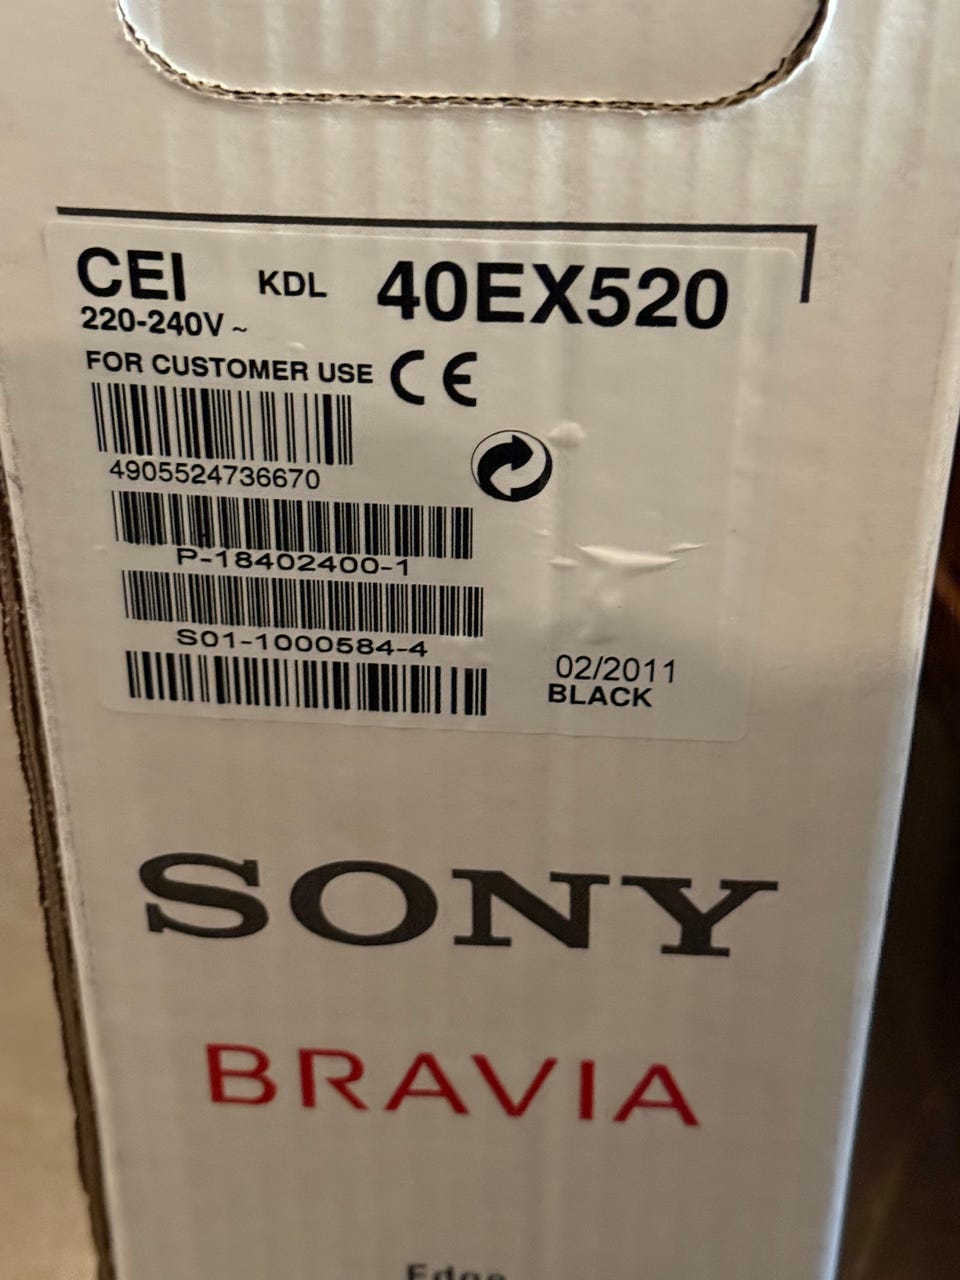 CEI KDL 40EX520
220-240V ~
FOR CUSTOMER USE CE
4905524736670
P-18402400-1
S01-1000584-4
02/2011
BLACK
SONY
BRAVIA
Edge